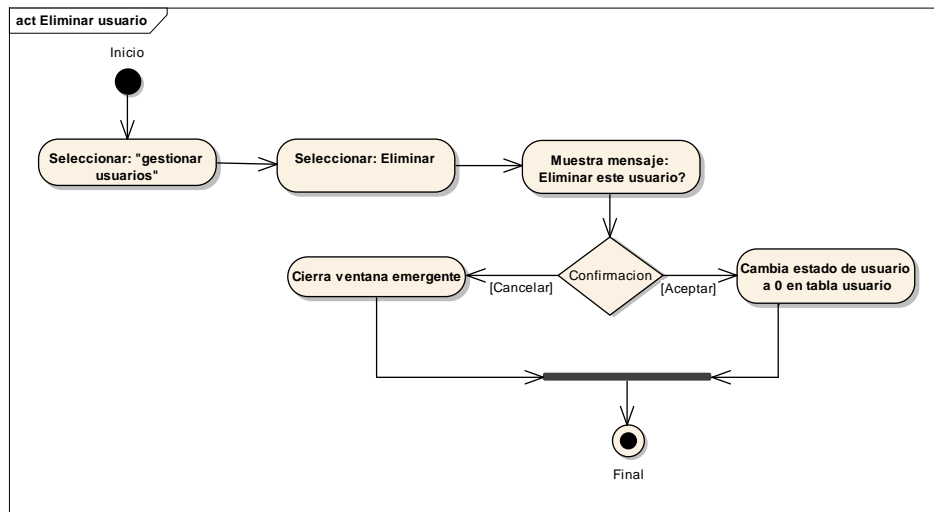 act Eliminar usuario
Inicio
Seleccionar: "gestionar
usuarios"
Seleccionar: Eliminar
Muestra mensaje:
Eliminar este usuario?
Cierra ventana emergente
[Cancelar]
Confirmacion
[Aceptar]
Cambia estado de usuario
a 0 en tabla usuario
Final